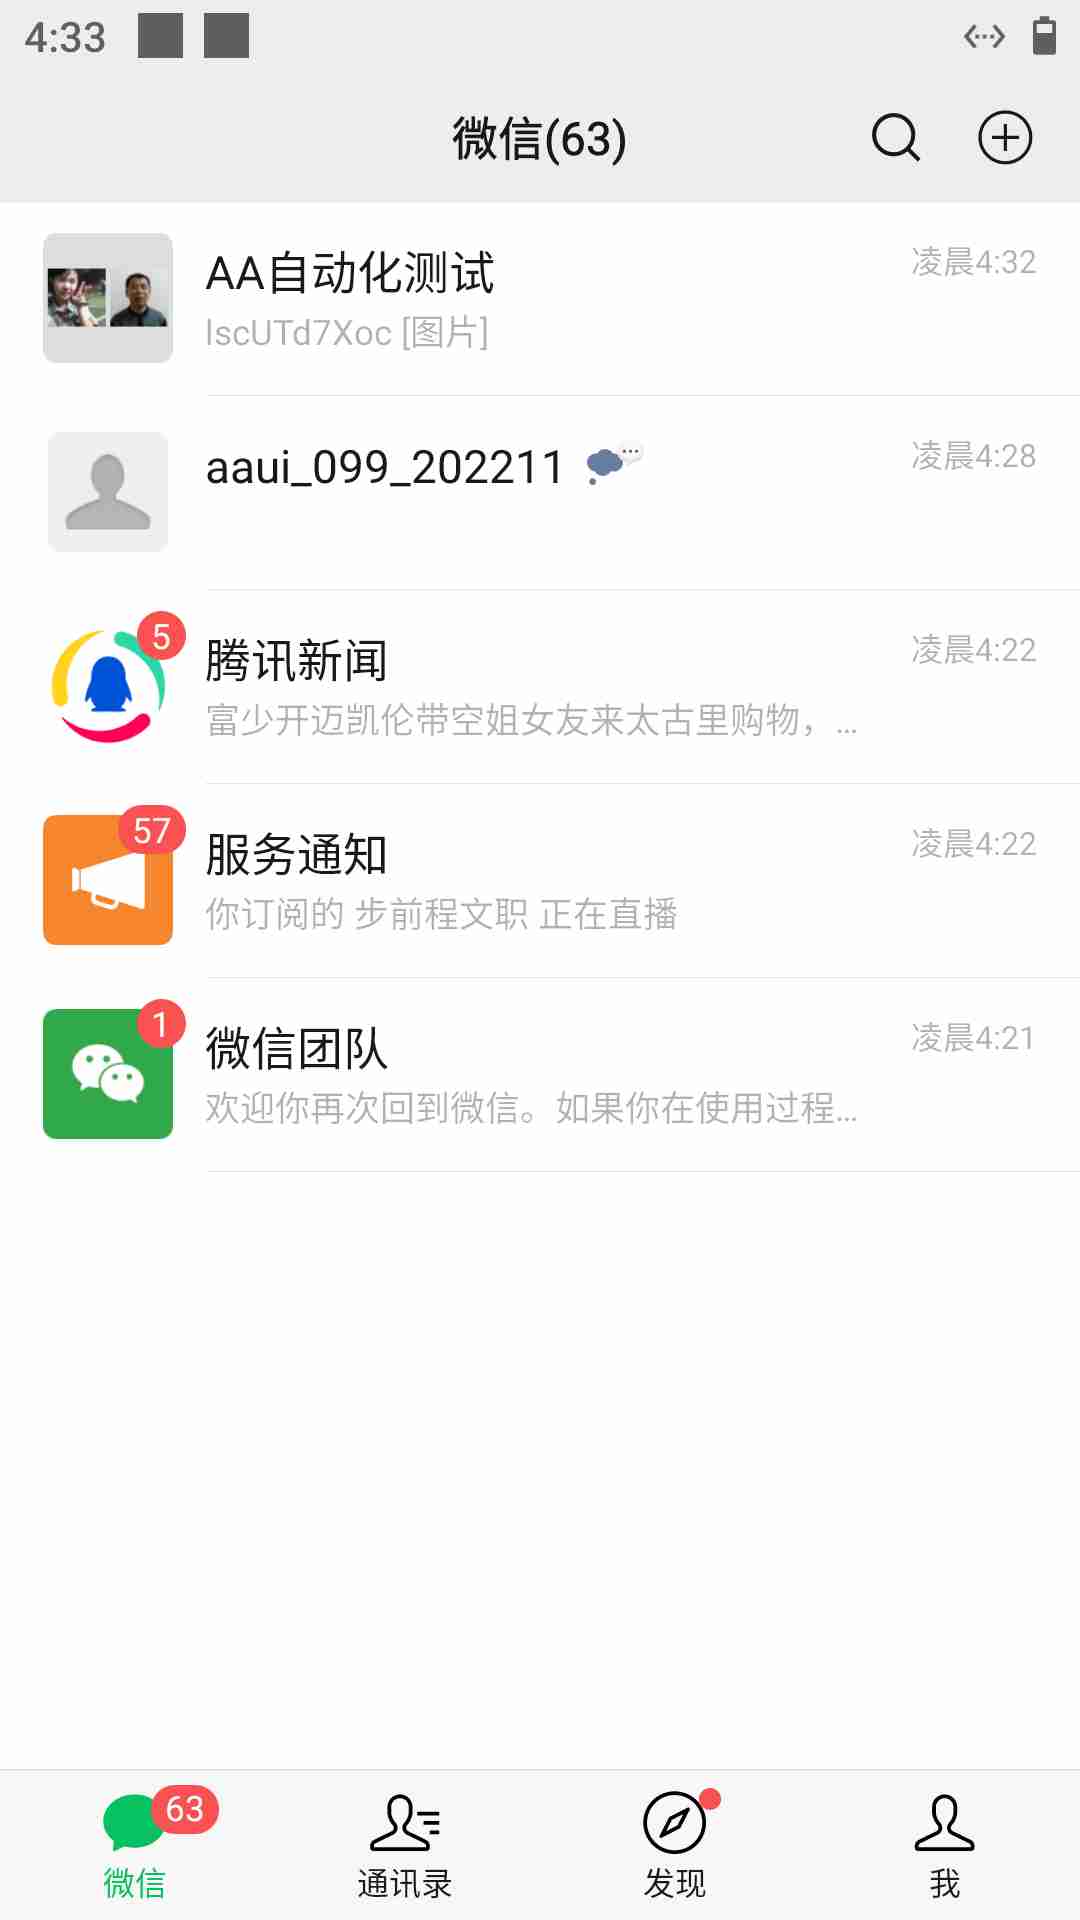 4:33
微信(63)
AA自动化测试
凌晨4:32
lscUTd7Xoc [图片]
aaui_099_202211
凌晨4:28
5
腾讯新闻
凌晨4:22
富少开迈凯伦带空姐女友来太古里购物，...
57
服务通知
凌晨4:22
你订阅的 步前程文职 正在直播
1
微信团队
凌晨4:21
欢迎你再次回到微信。如果你在使用过程...
63
微信
通讯录
发现
我